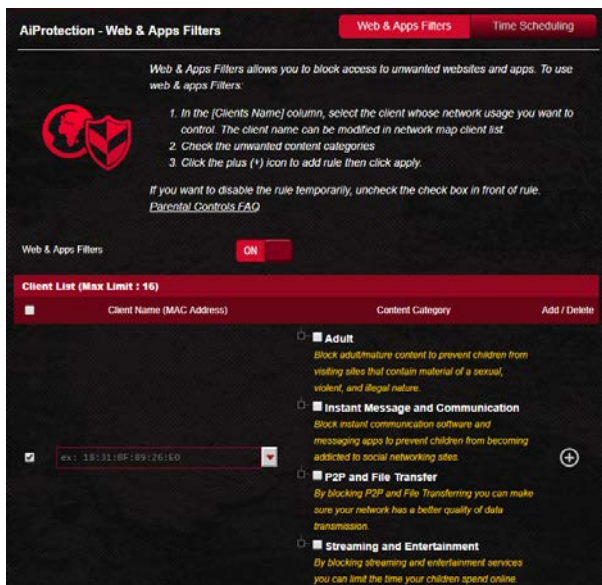 AiProtection - Web & Apps Filters
Web & Apps Filters
Time Scheduling
Web & Apps Filters allows you to block access to unwanted websites and apps. To use
web & apps Filters:
1. In the [Clients Name] column, select the client whose network usage you want to
control. The client name can be modified in network map client list.
2. Check the unwanted content categories
3. Click the plus (+) icon to add rule then click apply.
If you want to disable the rule temporarily, uncheck the check box in front of rule.
Parental Controls FAQ
Web & Apps Filters
ON
Client List (Max Limit : 16)
Client Name (MAC Address)
Content Category
Add / Delete
Adult
Block adult/mature content to prevent children from
visiting sites that contain material of a sexual,
violent, and illegal nature.
Instant Message and Communication
Block instant communication software and
messaging apps to prevent children from becoming
addicted to social networking sites.
ex: 18:31:BF:89:26:E0
P2P and File Transfer
By blocking P2P and File Transferring you can make
sure your network has a better quality of data
transmission.
Streaming and Entertainment
By blocking streaming and entertainment services
you can limit the time your children spend online.